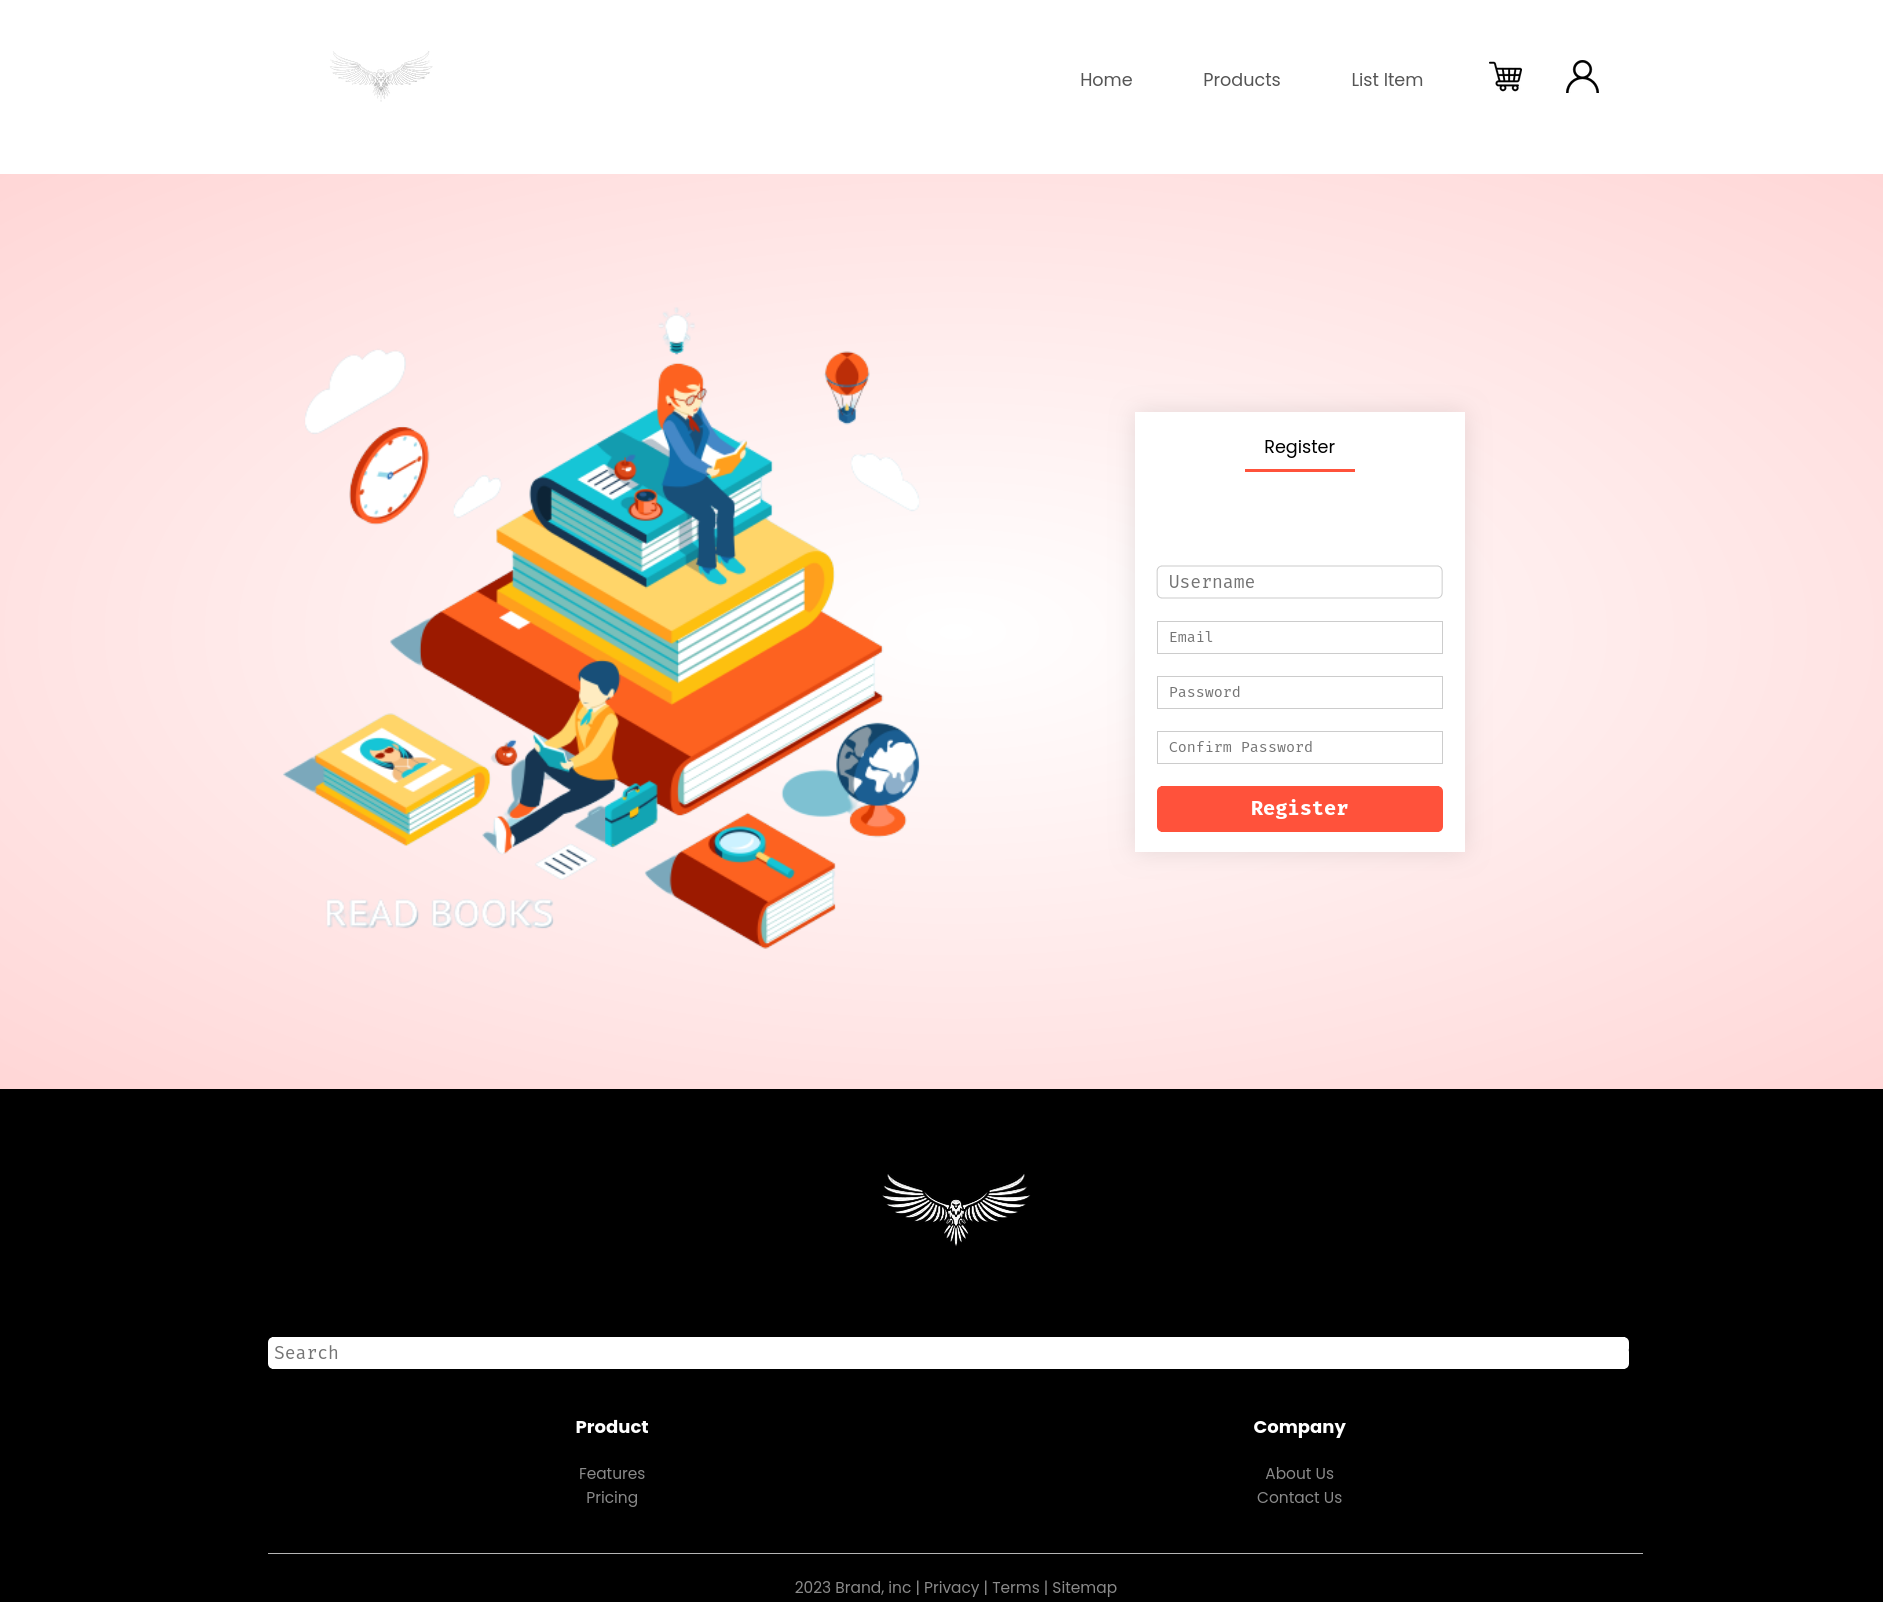 Home Products List Item
Register
Username
Email
Password
Confirm Password
Register
READ BOOKS
Search
Product Company
Features About Us
Pricing Contact Us
2023 Brand, inc | Privacy | Terms | Sitemap